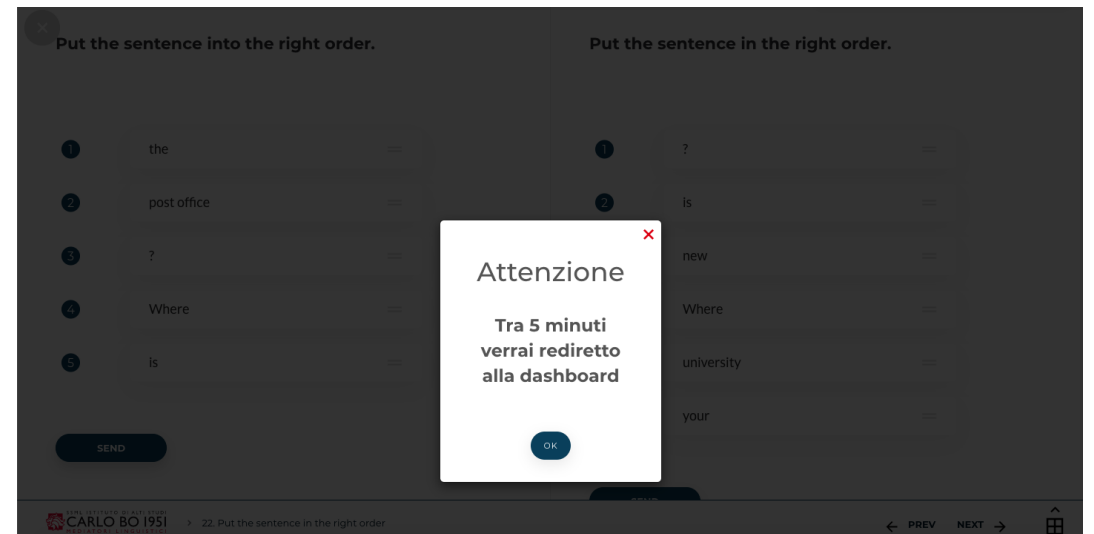 Put the sentence into the right order.
Put the sentence in the right order.
1 the
2 post office
3 ?
4 Where
5 is
SEND
1 ?
2 is
new
Where
university
your
Attenzione
Tra 5 minuti
verrai rediretto
alla dashboard
OK
CARLO BO 1951
MEDIATORI LINGUISTICI
> 22. Put the sentence in the right order
PREV NEXT